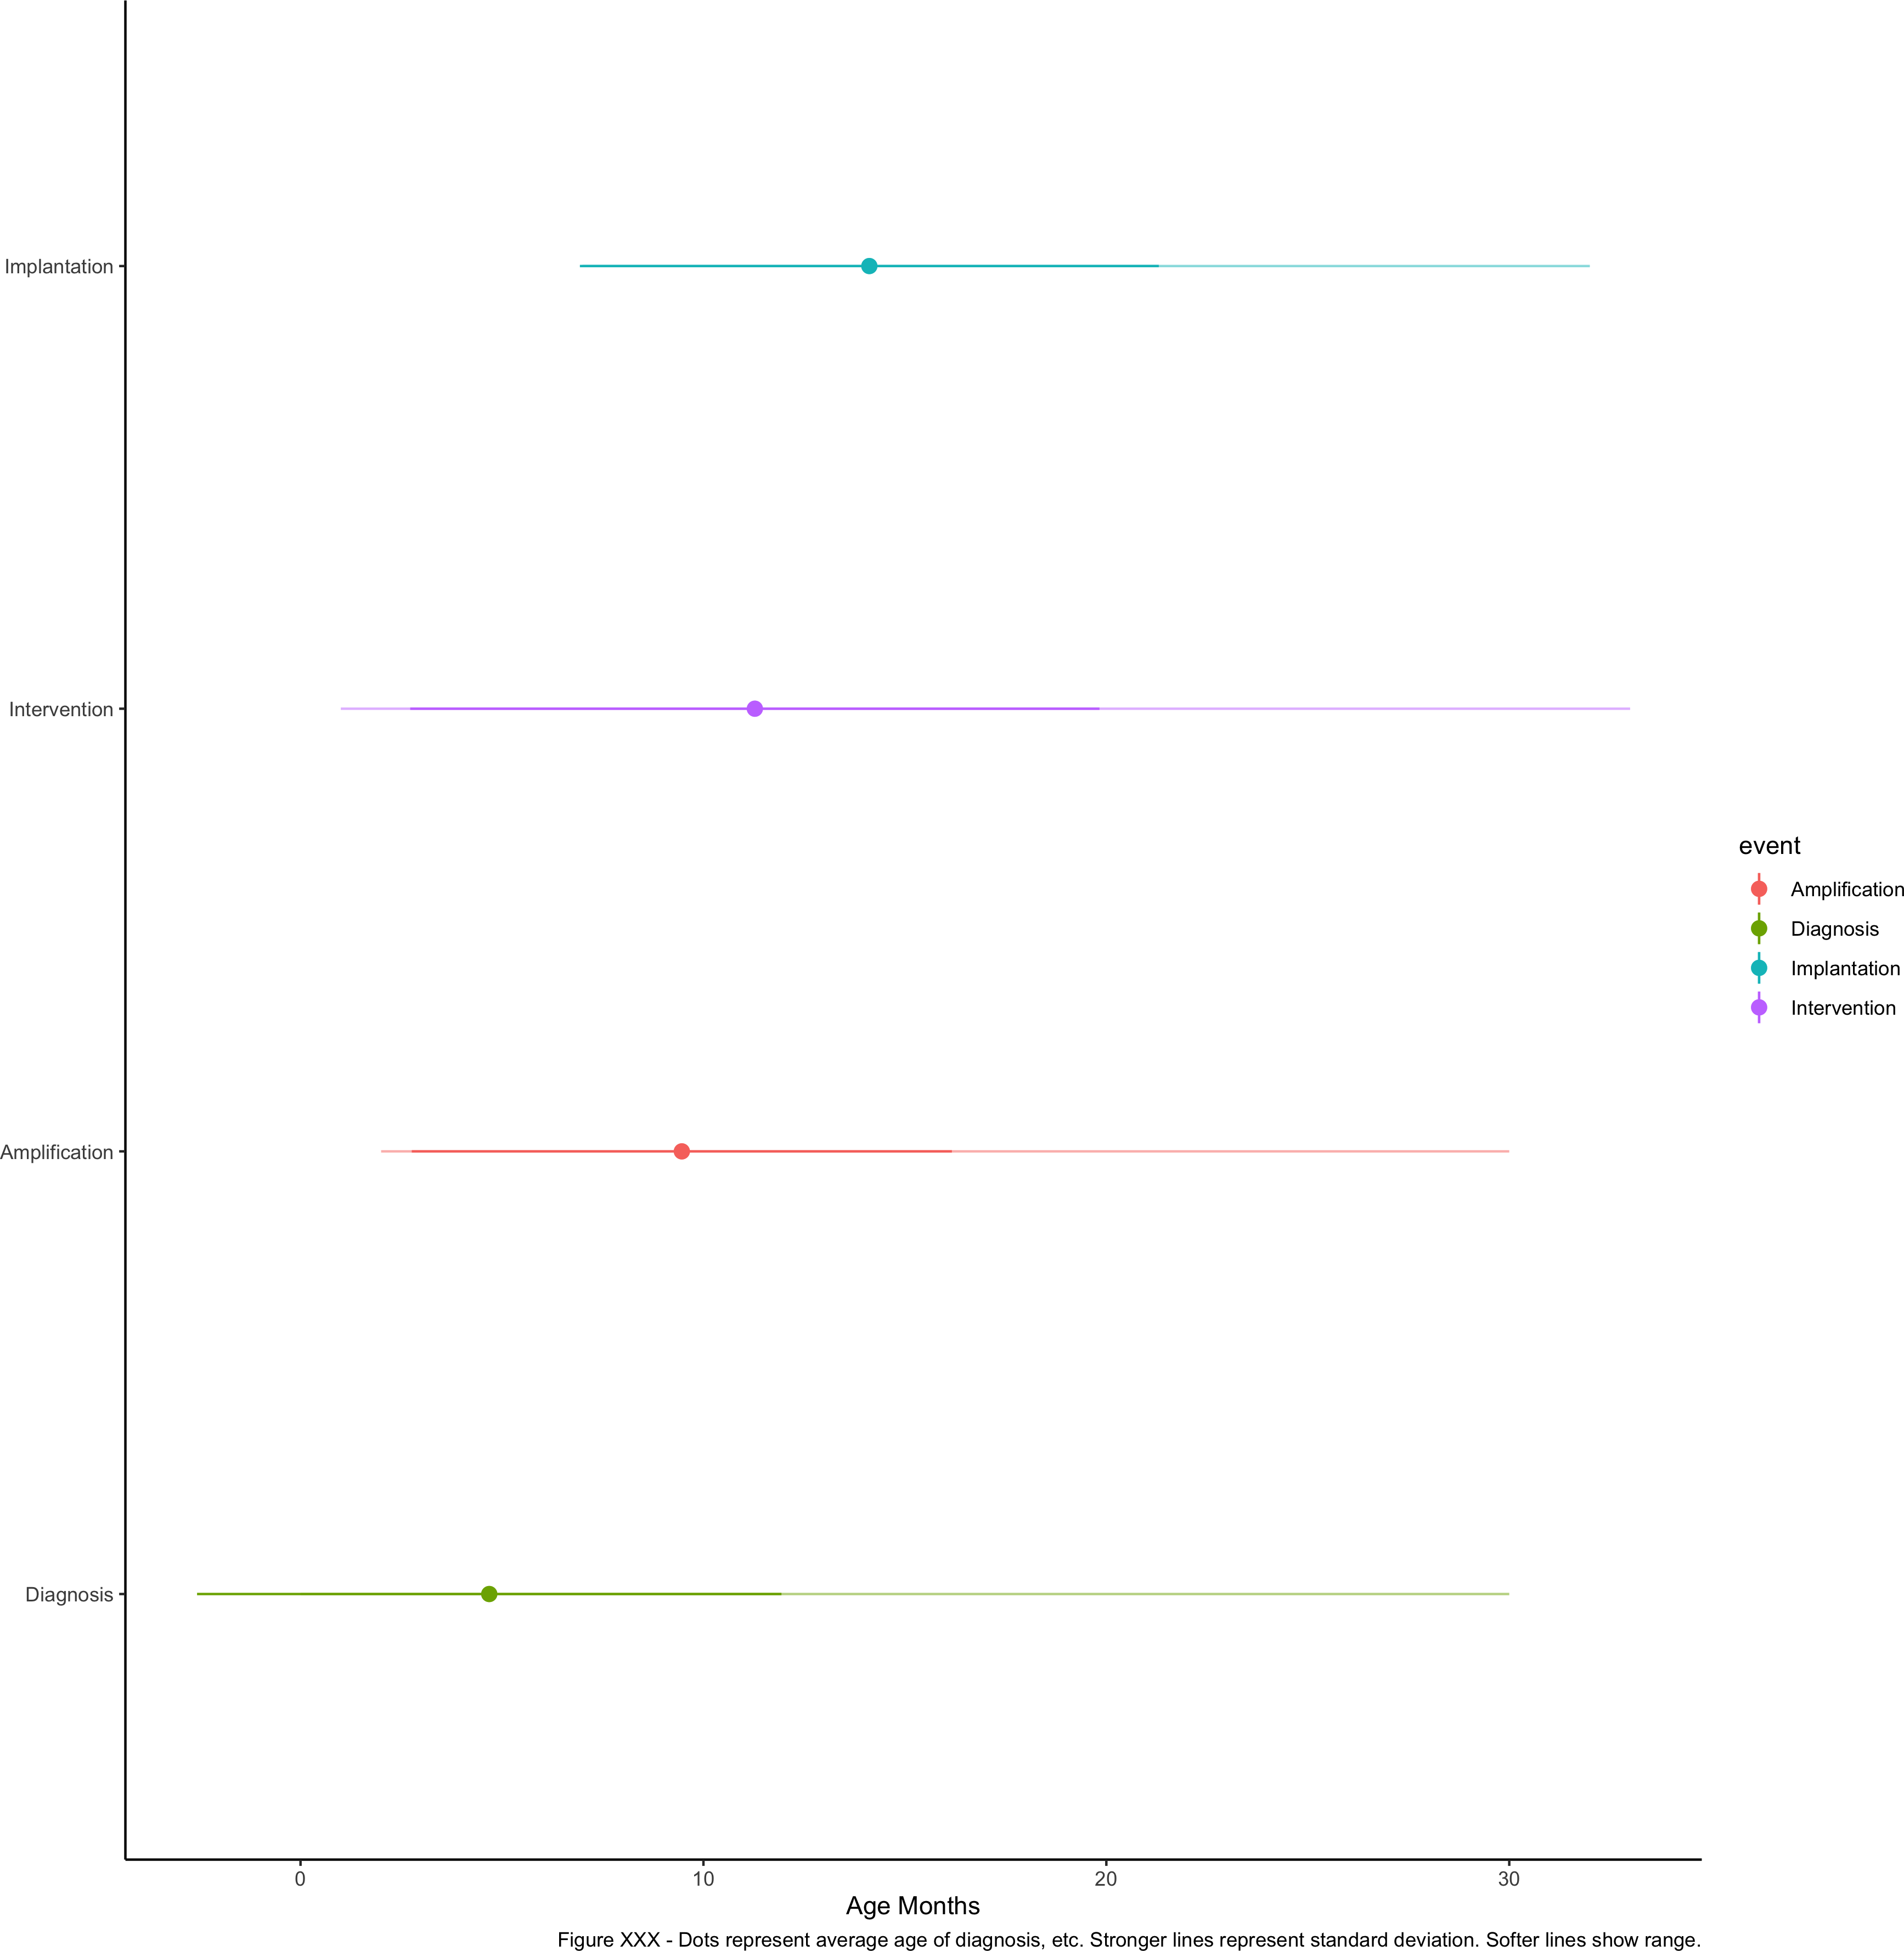 Implantation
Intervention
Amplification
Diagnosis
0 10 20 30
Age Months
event
Amplification
Diagnosis
Implantation
Intervention
Figure XXX - Dots represent average age of diagnosis, etc. Stronger lines represent standard deviation. Softer lines show range.